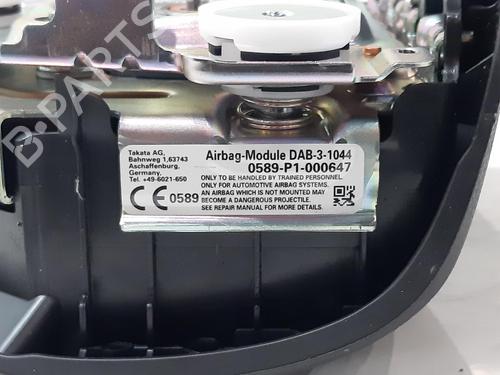 Takata AG,
Bahnweg 1,63743
Aschaffenburg,
Germany,
Tel. +49-6021-650
CE 0589
Airbag-Module DAB-3-1044
0589-P1-000647
ONLY TO BE HANDLED BY TRAINED PERSONNEL.
ONLY FOR AUTOMOTIVE AIRBAG SYSTEMS.
AN AIRBAG WHICH IS NOT MOUNTED MAY
BECOME A DANGEROUS PROJECTILE.
SEE REPAIR MANUAL FOR MORE DETAILS.
B-PARTS